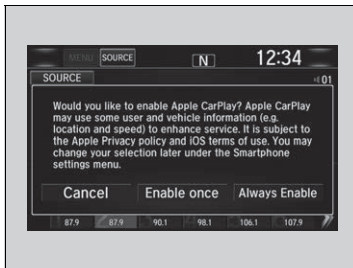 MENU SOURCE N 12:34
SOURCE 01
Would you like to enable Apple CarPlay? Apple CarPlay
may use some user and vehicle information (e.g.
location and speed) to enhance service. It is subject to
the Apple Privacy policy and iOS terms of use. You may
change your selection later under the Smartphone
settings menu.
Cancel Enable once Always Enable
87.9 87.9 90.1 98.1 106.1 107.9